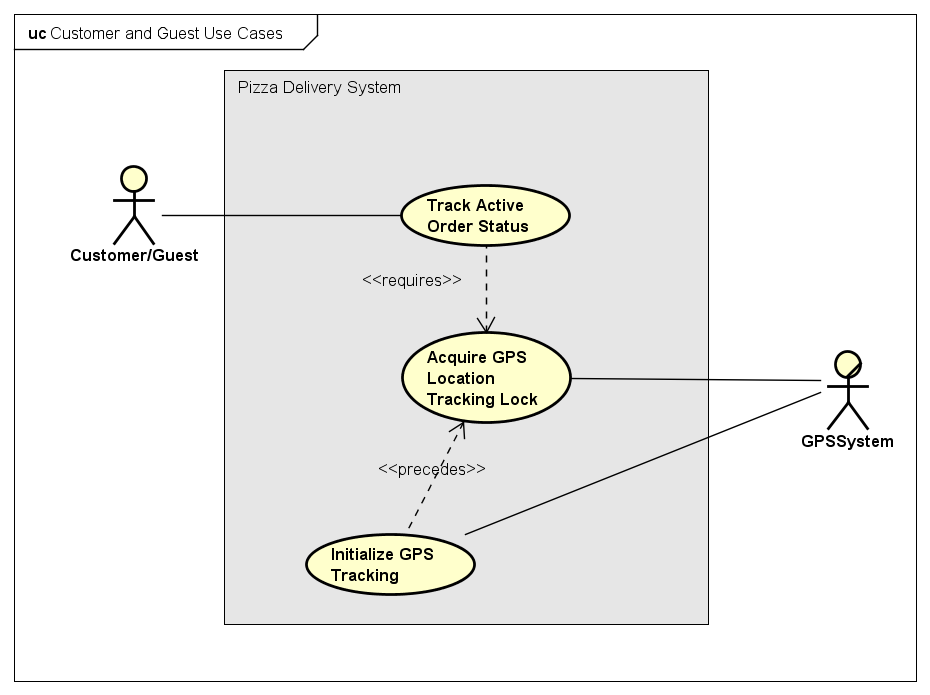 uc Customer and Guest Use Cases
Pizza Delivery System
Track Active
Order Status
Customer/Guest
<<requires>>
Acquire GPS
Location
Tracking Lock
GPSSystem
<<precedes>>
Initialize GPS
Tracking